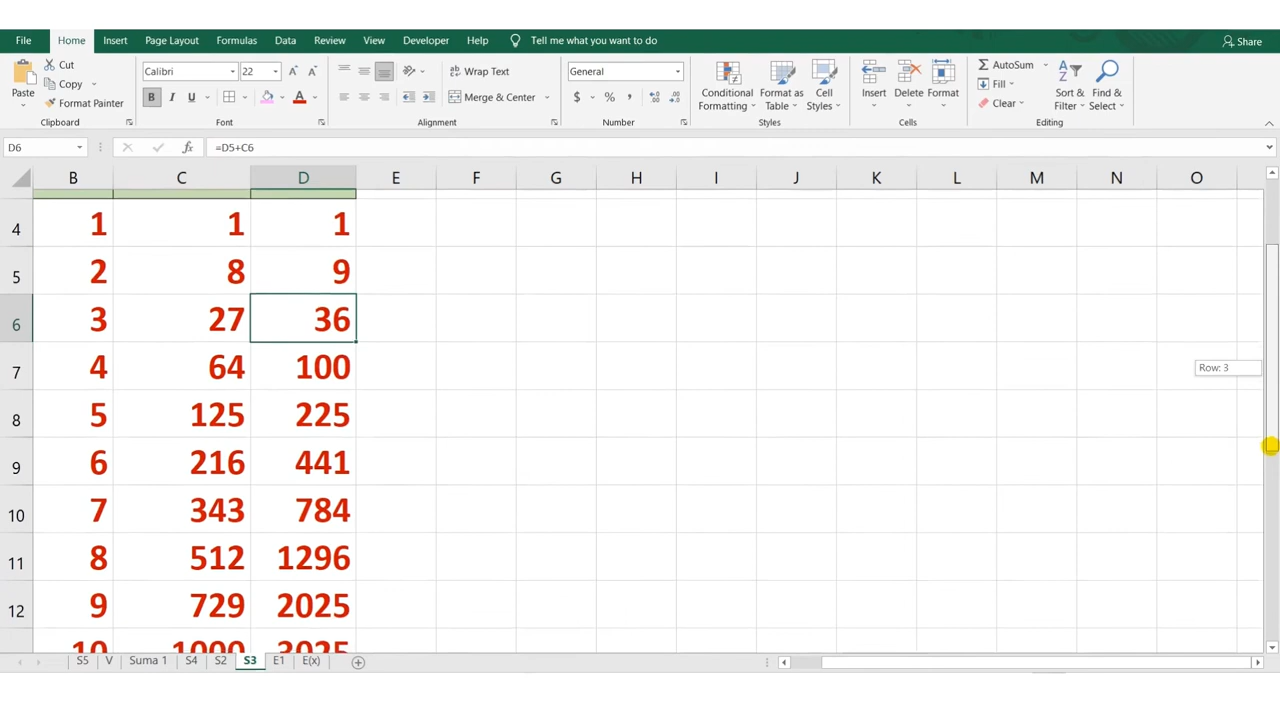 File Home Insert Page Layout Formulas Data Review View Developer Help Tell me what you want to do Share
Cut
Copy
Format Painter
Paste
Clipboard
Calibri 22 A A
B I U A
Font
Wrap Text
Merge & Center
Alignment
General
$ % ,
Number
Conditional Formatting
Format as Table
Cell Styles
Styles
Insert Delete Format
Cells
AutoSum
Fill
Clear
Sort & Filter
Find & Select
Editing
D6 fx =D5+C6
B C D E F G H I J K L M N O
4 1 1 1
5 2 8 9
6 3 27 36
7 4 64 100
Row: 3
8 5 125 225
9 6 216 441
10 7 343 784
11 8 512 1296
12 9 729 2025
10 1000 3025
S5 V Suma 1 S4 S2 S3 E1 E(x)